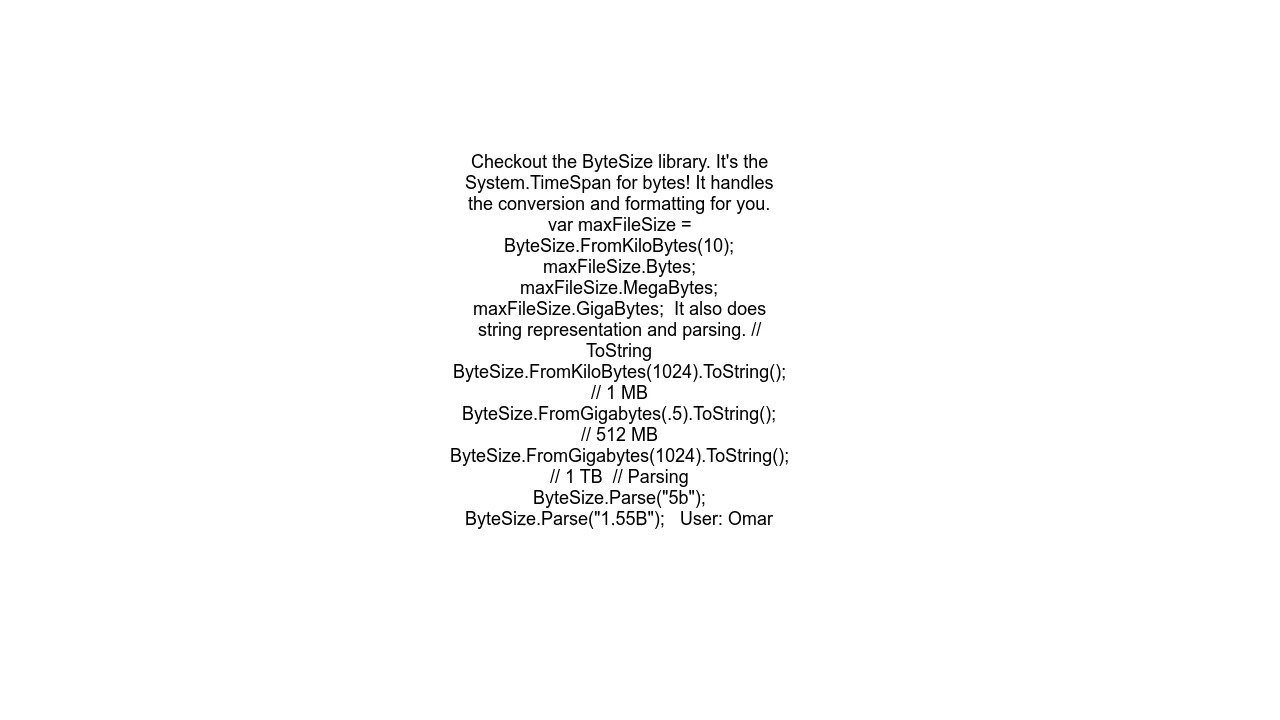 Checkout the ByteSize library. It's the
System.TimeSpan for bytes! It handles
the conversion and formatting for you.
var maxFileSize =
ByteSize.FromKiloBytes(10);
maxFileSize.Bytes;
maxFileSize.MegaBytes;
maxFileSize.GigaBytes;  It also does
string representation and parsing. //
ToString
ByteSize.FromKiloBytes(1024).ToString();
// 1 MB
ByteSize.FromGigabytes(.5).ToString();
// 512 MB
ByteSize.FromGigabytes(1024).ToString();
// 1 TB  // Parsing
ByteSize.Parse("5b");
ByteSize.Parse("1.55B");   User: Omar